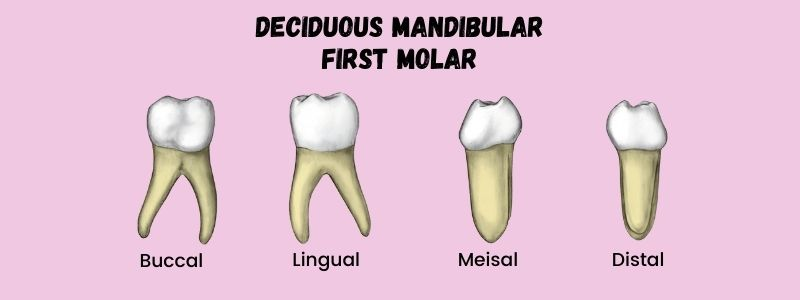 DECIDUOUS MANDIBULAR
FIRST MOLAR
Buccal
Lingual
Meisal
Distal